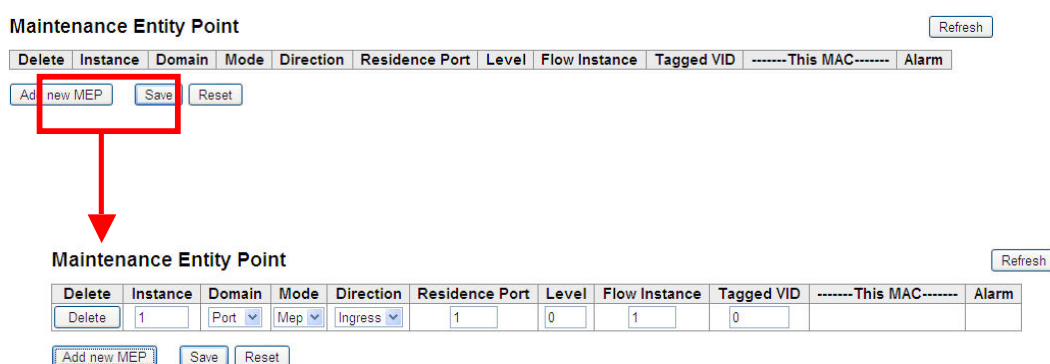 Maintenance Entity Point
Refresh
Delete Instance Domain Mode Direction Residence Port Level Flow Instance Tagged VID -------This MAC------- Alarm
Add new MEP Save Reset
Maintenance Entity Point
Refresh
Delete Instance Domain Mode Direction Residence Port Level Flow Instance Tagged VID -------This MAC------- Alarm
Delete 1 Port Mep Ingress 1 0 1 0
Add new MEP Save Reset